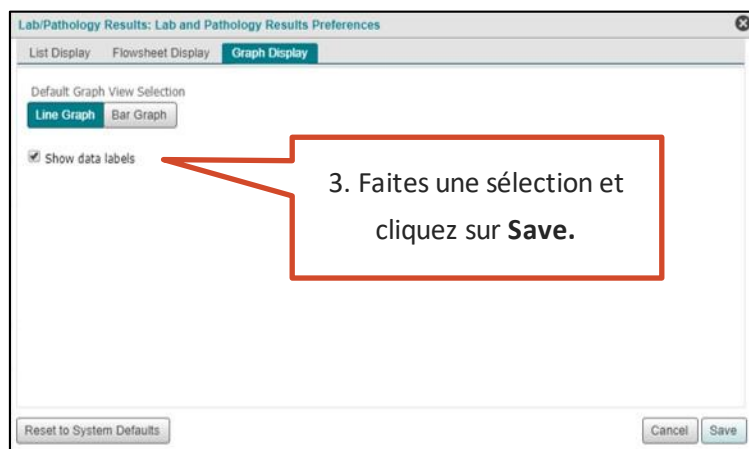 Lab/Pathology Results: Lab and Pathology Results Preferences
List Display Flowsheet Display Graph Display
Default Graph View Selection
Line Graph Bar Graph
Show data labels
3. Faites une sélection et
cliquez sur Save.
Reset to System Defaults Cancel Save